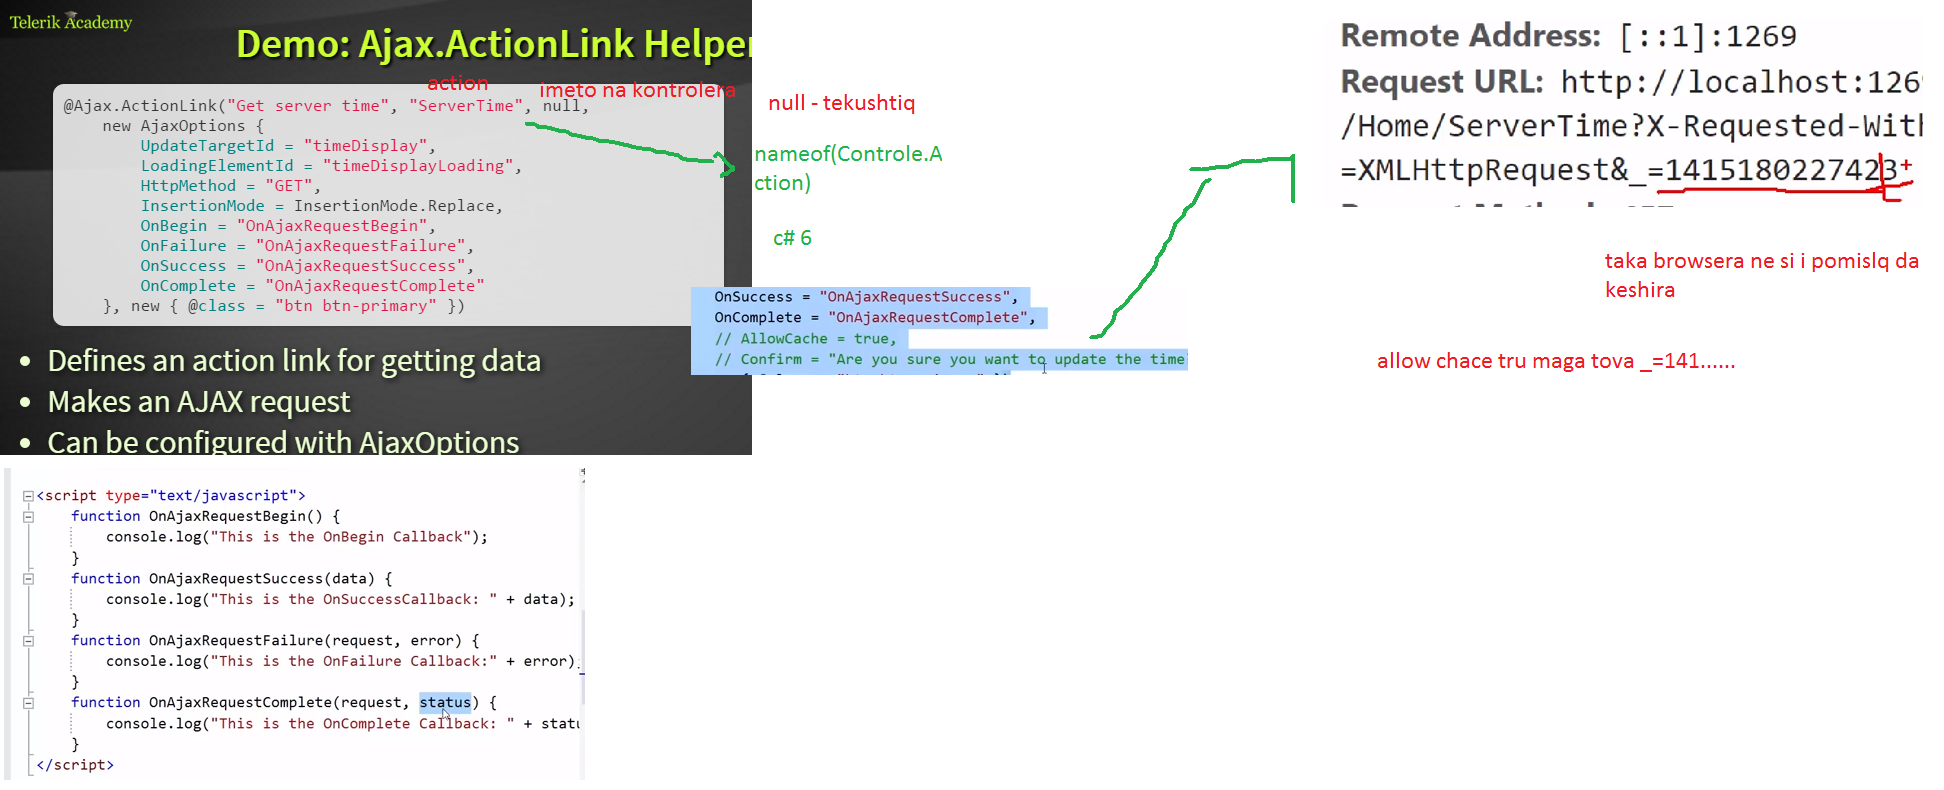 Telerik Academy
Demo: Ajax.ActionLink Helper
action
imeto na kontrolera
@Ajax.ActionLink("Get server time", "ServerTime", null,
new AjaxOptions {
UpdateTargetId = "timeDisplay",
LoadingElementId = "timeDisplayLoading",
HttpMethod = "GET",
InsertionMode = InsertionMode.Replace,
OnBegin = "OnAjaxRequestBegin",
OnFailure = "OnAjaxRequestFailure",
OnSuccess = "OnAjaxRequestSuccess",
OnComplete = "OnAjaxRequestComplete"
}, new { @class = "btn btn-primary" })
• Defines an action link for getting data
• Makes an AJAX request
• Can be configured with AjaxOptions
null - tekushtiq
nameof(Controle.A
ction)
c# 6
OnSuccess = "OnAjaxRequestSuccess",
OnComplete = "OnAjaxRequestComplete",
// AllowCache = true,
// Confirm = "Are you sure you want to update the time
Remote Address: [::1]:1269
Request URL: http://localhost:1269
/Home/ServerTime?X-Requested-With
=XMLHttpRequest&_=1415180227423+
taka browsera ne si i pomislq da
keshira
allow chace tru maga tova _=141......
<script type="text/javascript">
function OnAjaxRequestBegin() {
console.log("This is the OnBegin Callback");
}
function OnAjaxRequestSuccess(data) {
console.log("This is the OnSuccessCallback: " + data);
}
function OnAjaxRequestFailure(request, error) {
console.log("This is the OnFailure Callback:" + error);
}
function OnAjaxRequestComplete(request, status) {
console.log("This is the OnComplete Callback: " + statu
}
</script>